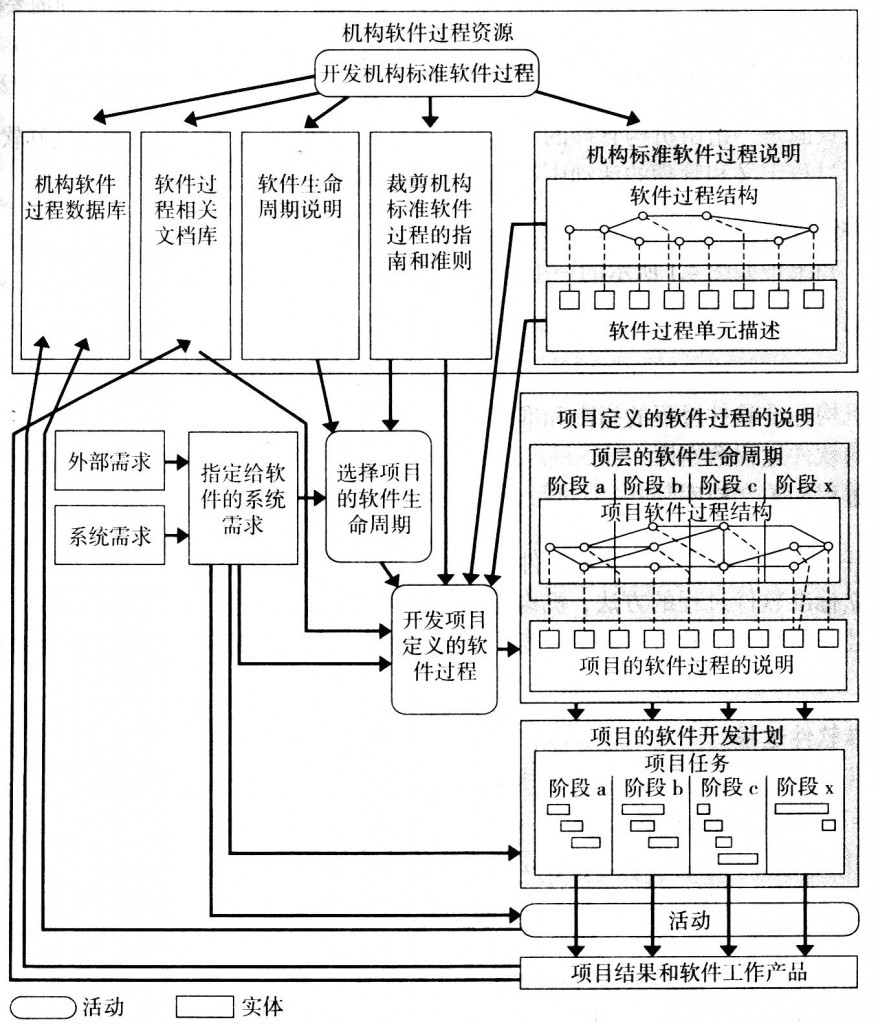 机构软件过程资源
开发机构标准软件过程
机构软件
过程数据库
软件过
程相关
文档库
软件生命
周期说明
裁剪机构
标准软件
过程的指
南和准则
机构标准软件过程说明
软件过程结构
软件过程单元描述
外部需求
系统需求
指定给软
件的系统
需求
选择项目
的软件生
命周期
开发项目
定义的软
件过程
项目定义的软件过程的说明
顶层的软件生命周期
阶段 a 阶段 b 阶段 c 阶段 x
项目软件过程结构
项目的软件过程的说明
项目的软件开发计划
项目任务
阶段 a 阶段 b 阶段 c 阶段 x
活动
项目结果和软件工作产品
活动 实体